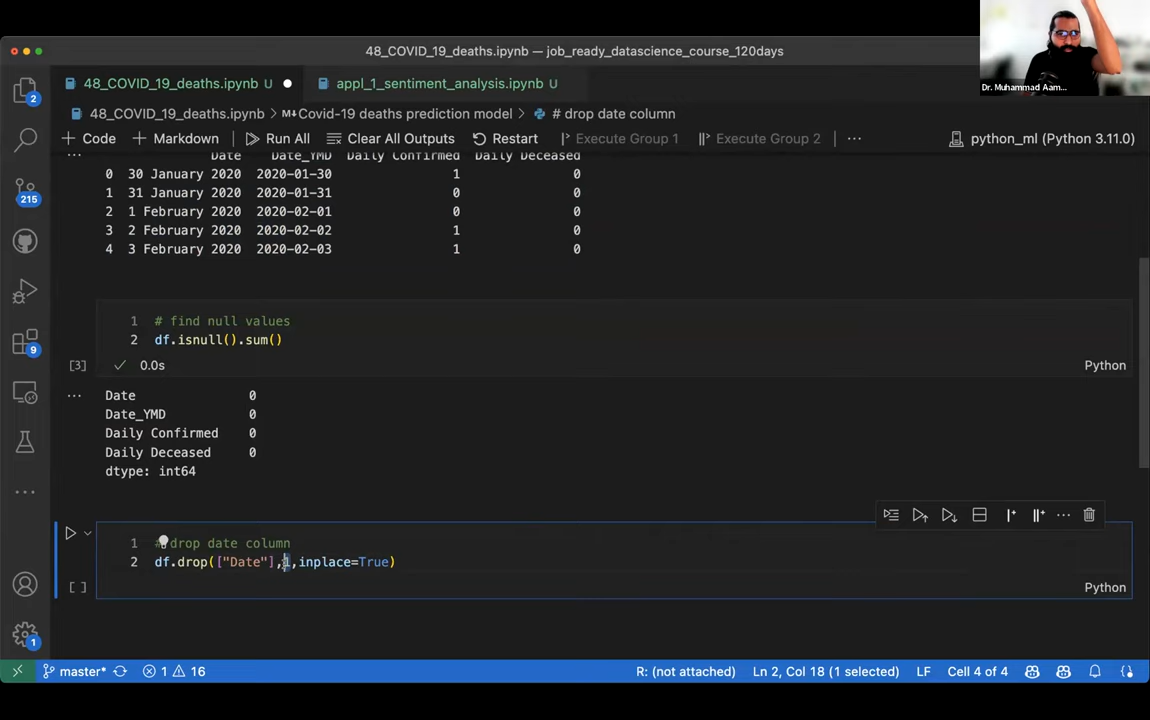 Dr. Muhammad Aam...
48_COVID_19_deaths.ipynb — job_ready_datascience_course_120days
48_COVID_19_deaths.ipynb U
appl_1_sentiment_analysis.ipynb U
48_COVID_19_deaths.ipynb > M↓Covid-19 deaths prediction model > # drop date column
+ Code + Markdown Run All Clear All Outputs Restart Execute Group 1 Execute Group 2 ... python_ml (Python 3.11.0)
Date Date_YMD Daily Confirmed Daily Deceased
0 30 January 2020 2020-01-30 1 0
1 31 January 2020 2020-01-31 0 0
2 1 February 2020 2020-02-01 0 0
3 2 February 2020 2020-02-02 1 0
4 3 February 2020 2020-02-03 1 0
1 # find null values
2 df.isnull().sum()
[3] 0.0s Python
Date 0
Date_YMD 0
Daily Confirmed 0
Daily Deceased 0
dtype: int64
1 # drop date column
2 df.drop(["Date"],1,inplace=True)
[ ] Python
2
215
9
1
master* 1 16 R: (not attached) Ln 2, Col 18 (1 selected) LF Cell 4 of 4